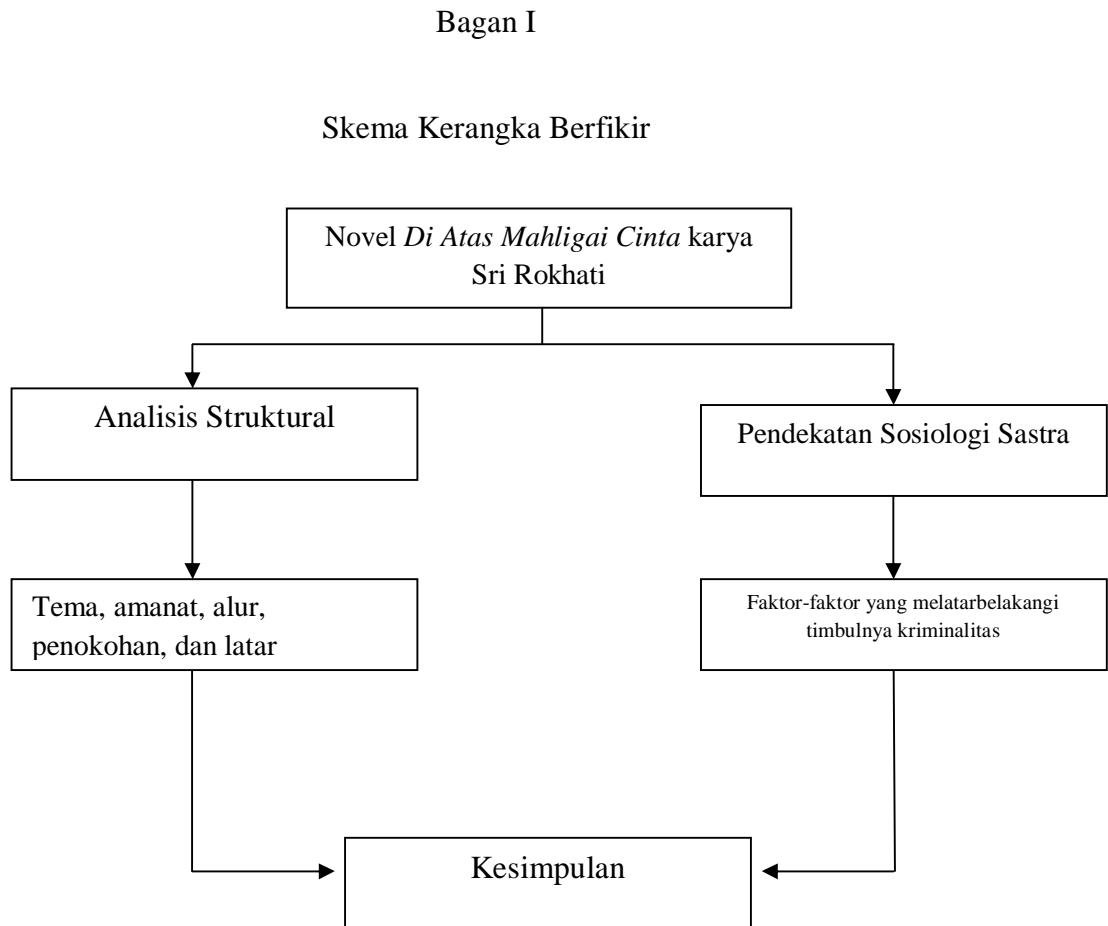 Bagan I
Skema Kerangka Berfikir
Novel Di Atas Mahligai Cinta karya
Sri Rokhati
Analisis Struktural
Pendekatan Sosiologi Sastra
Tema, amanat, alur,
penokohan, dan latar
Faktor-faktor yang melatarbelakangi
timbulnya kriminalitas
Kesimpulan